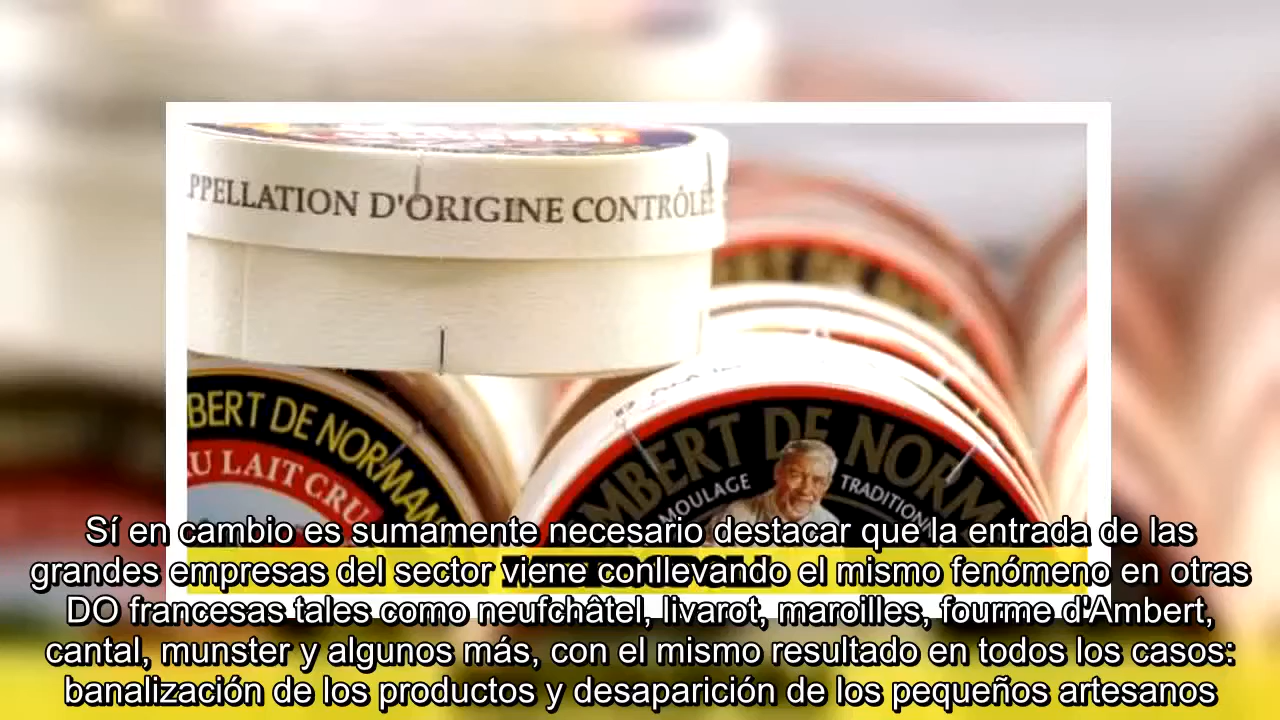 PPELLATION D'ORIGINE CONTRÔLÉE
BERT DE NORMAN
AU LAIT CRU
MBERT DE NORM
MOULAGE
TRADITION
Sí en cambio es sumamente necesario destacar que la entrada de las
grandes empresas del sector viene conllevando el mismo fenómeno en otras
DO francesas tales como neufchâtel, livarot, maroilles, fourme d'Ambert,
cantal, munster y algunos más, con el mismo resultado en todos los casos:
banalización de los productos y desaparición de los pequeños artesanos